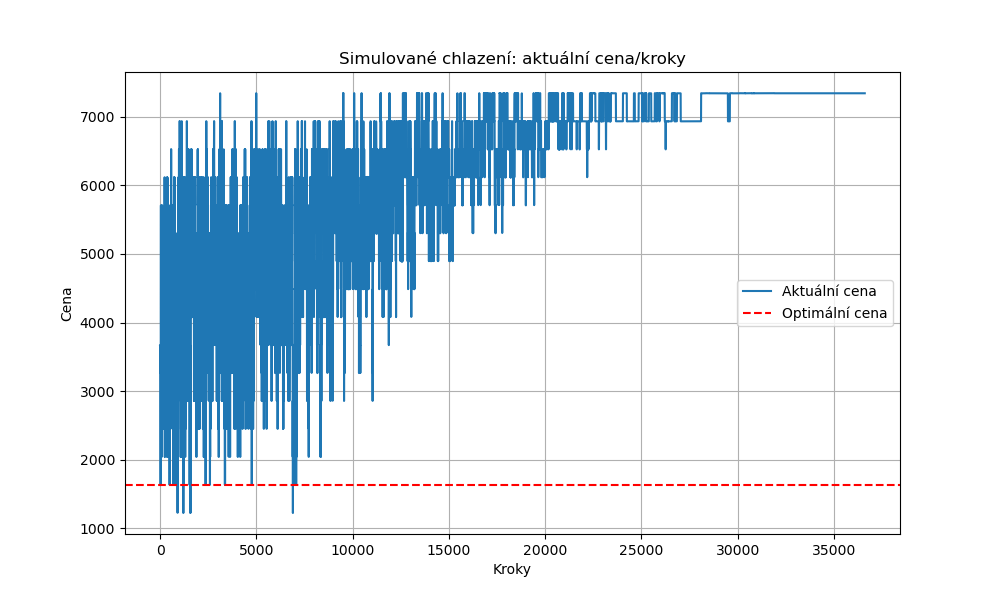 Simulované chlazení: aktuální cena/kroky
7000
6000
5000
4000
3000
2000
1000
Cena
Aktuální cena
Optimální cena
0 5000 10000 15000 20000 25000 30000 35000
Kroky